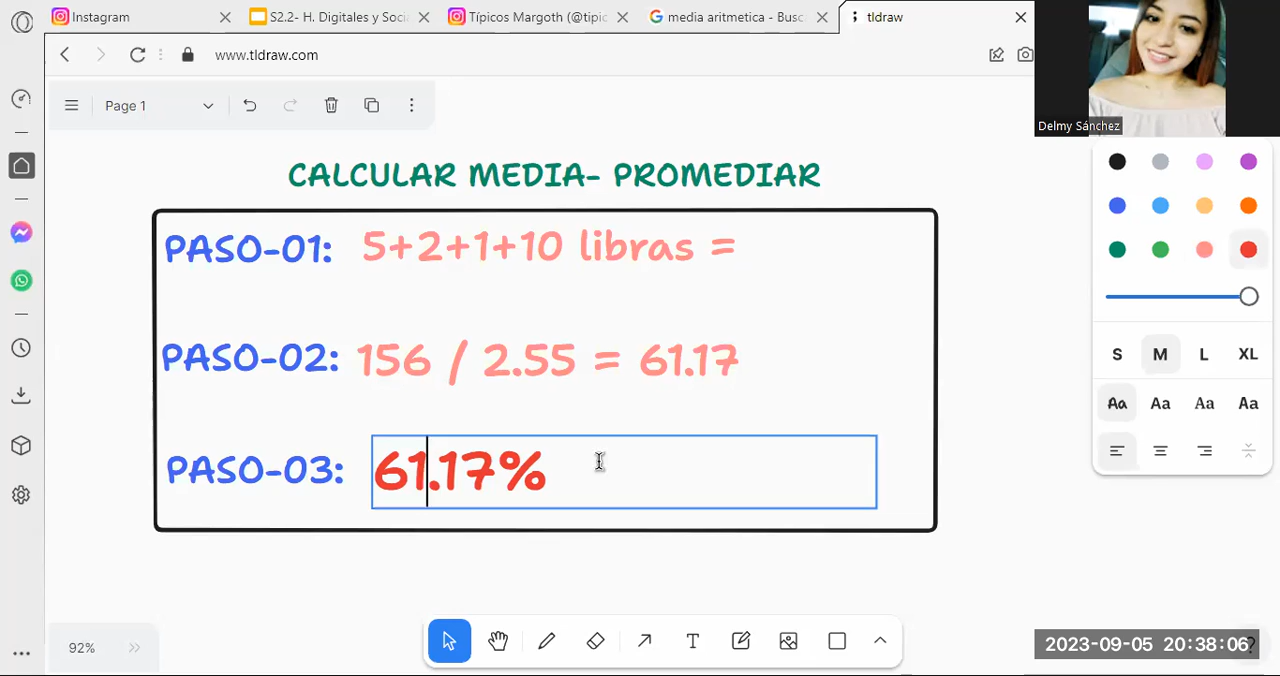 Instagram
S2.2- H. Digitales y Socia
Típicos Margoth (@tipic
media aritmetica - Busc
tldraw
www.tldraw.com
Page 1
Delmy Sánchez
CALCULAR MEDIA- PROMEDIAR
PASO-01: 5+2+1+10 libras =
PASO-02: 156 / 2.55 = 61.17
PASO-03: 61.17%
S M L XL
Aa Aa Aa Aa
92%
2023-09-05 20:38:06